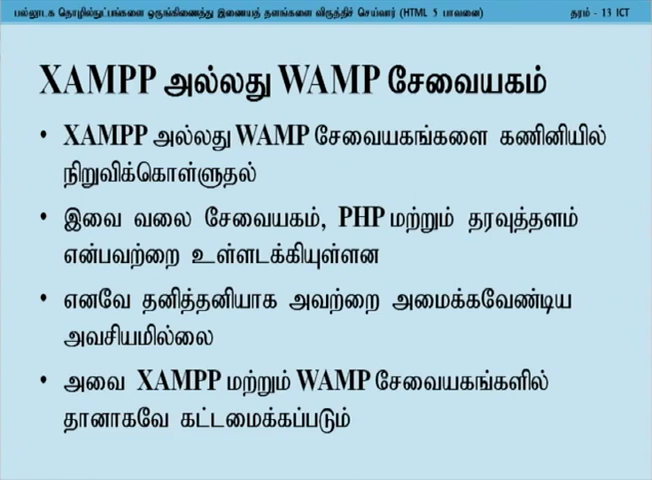 பல்லூடக தொழில்நுட்பங்களை ஒருங்கிணைத்து இணையத் தளங்களை விருத்திச் செய்வார் (HTML 5 பாவனை) தரம் - 13 ICT
XAMPP அல்லது WAMP சேவையகம்
• XAMPP அல்லது WAMP சேவையகங்களை கணினியில்
நிறுவிக்கொள்ளுதல்
• இவை வலை சேவையகம், PHP மற்றும் தரவுத்தளம்
என்பவற்றை உள்ளடக்கியுள்ளன
• எனவே தனித்தனியாக அவற்றை அமைக்கவேண்டிய
அவசியமில்லை
• அவை XAMPP மற்றும் WAMP சேவையகங்களில்
தானாகவே கட்டமைக்கப்படும்